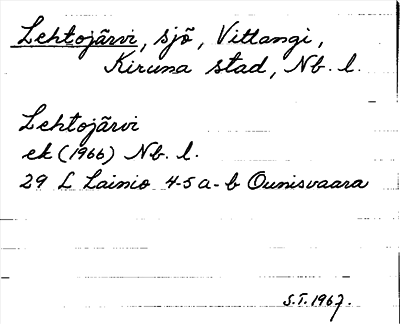 Lehtojärvi, sjö, Vittangi,
Kiruna stad, Nb. l.
Lehtojärvi
ek (1966) Nb. l.
29 L Lainio 4-5 a-b Ounisvaara
S.T. 1967.